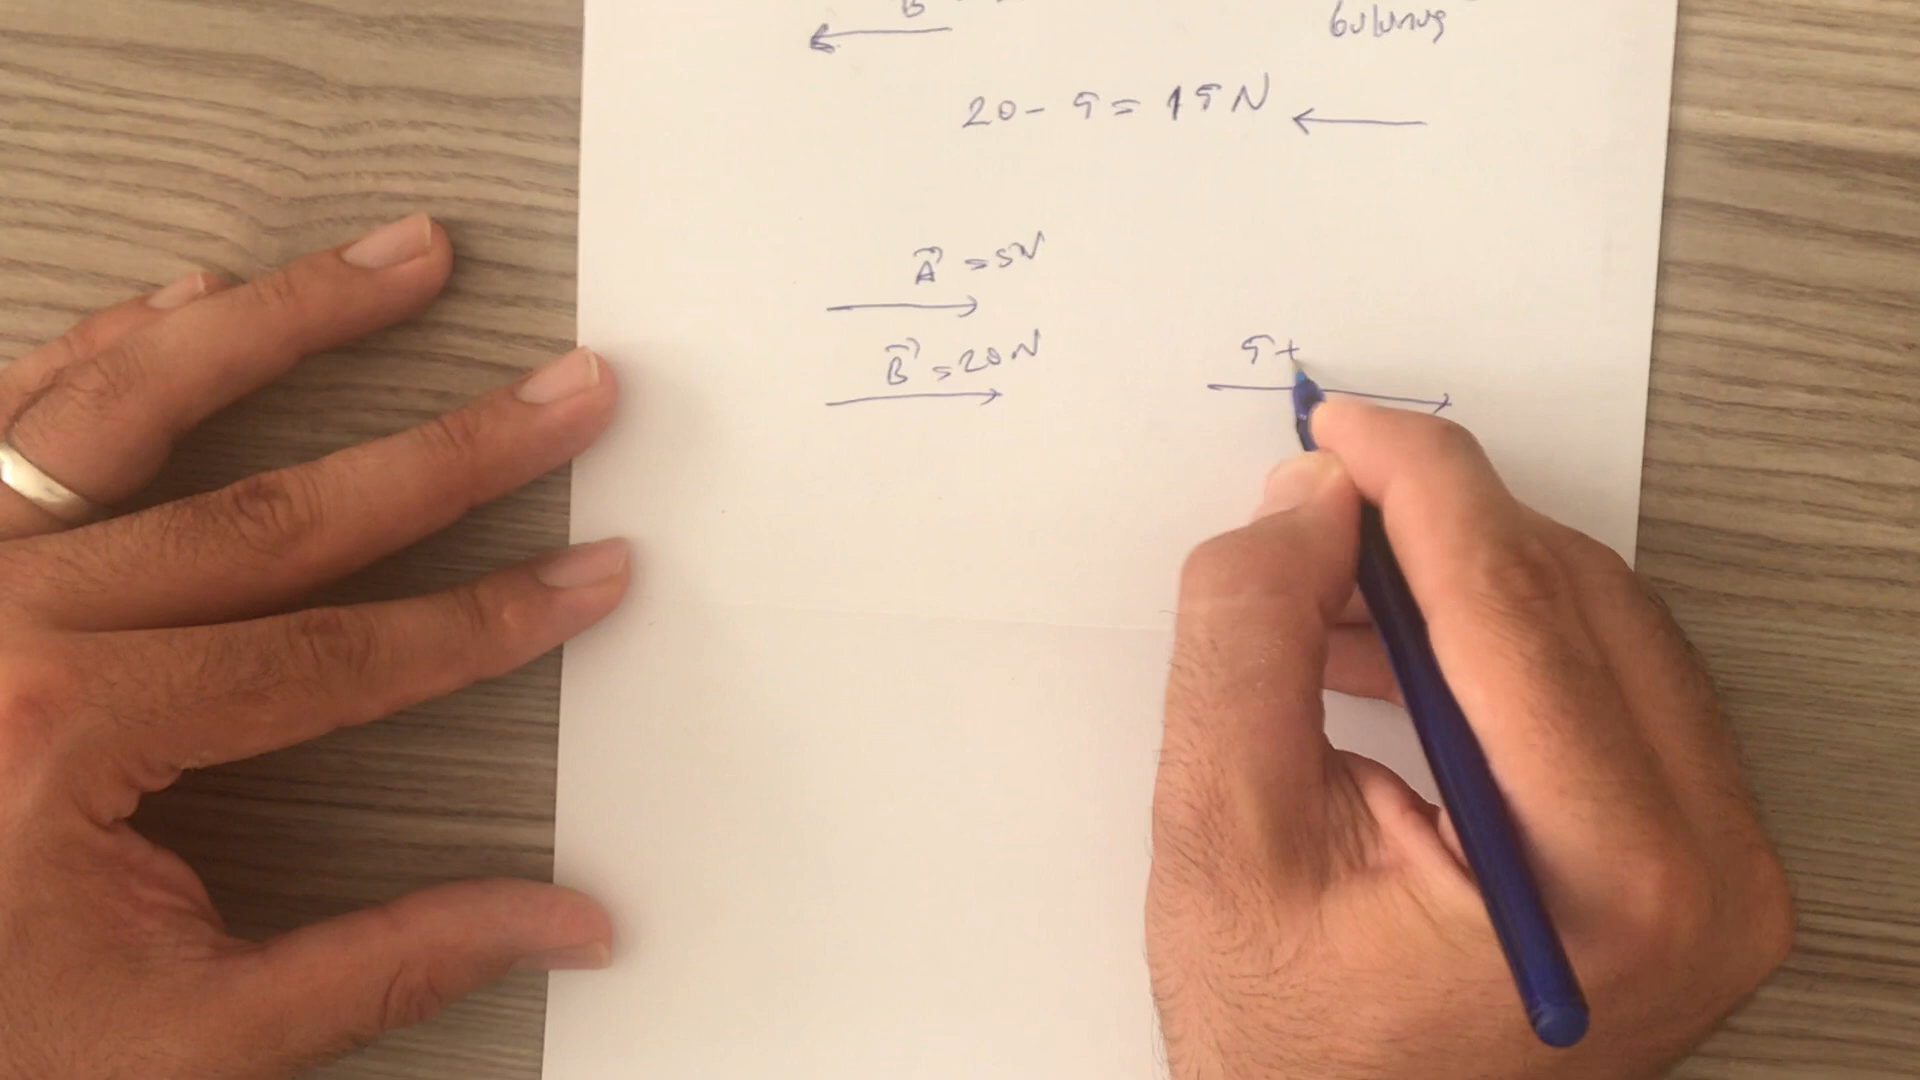 B
bulunuş
20 - 5 = 15 N ←
A⃗ = 5N
B⃗ = 20 N
5 +